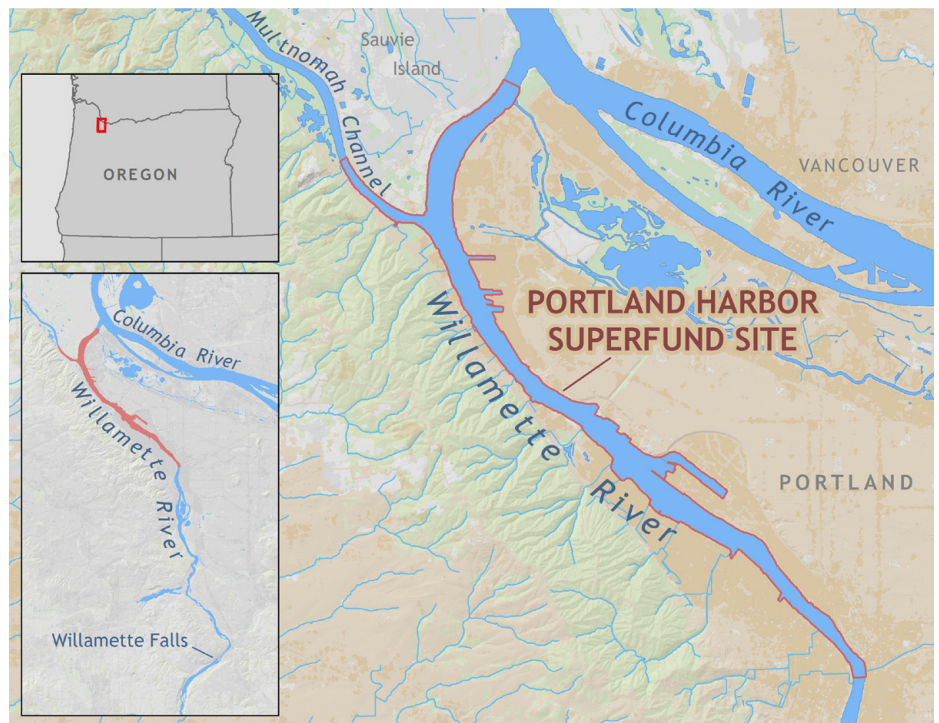 Multnomah Channel
Sauvie
Island
Columbia River
VANCOUVER
OREGON
PORTLAND HARBOR
SUPERFUND SITE
Willamette River
PORTLAND
Columbia River
Willamette River
Willamette Falls